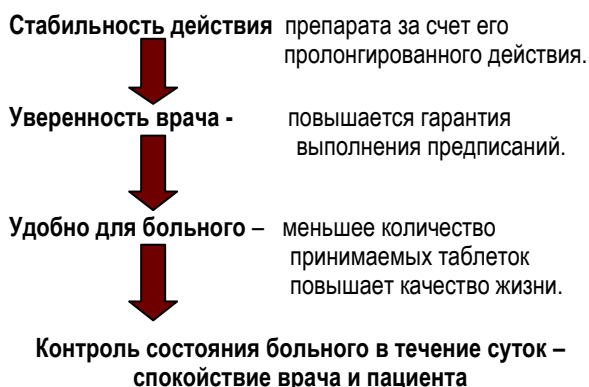 Стабильность действия препарата за счет его
пролонгированного действия.
Уверенность врача - повышается гарантия
выполнения предписаний.
Удобно для больного – меньшее количество
принимаемых таблеток
повышает качество жизни.
Контроль состояния больного в течение суток –
спокойствие врача и пациента